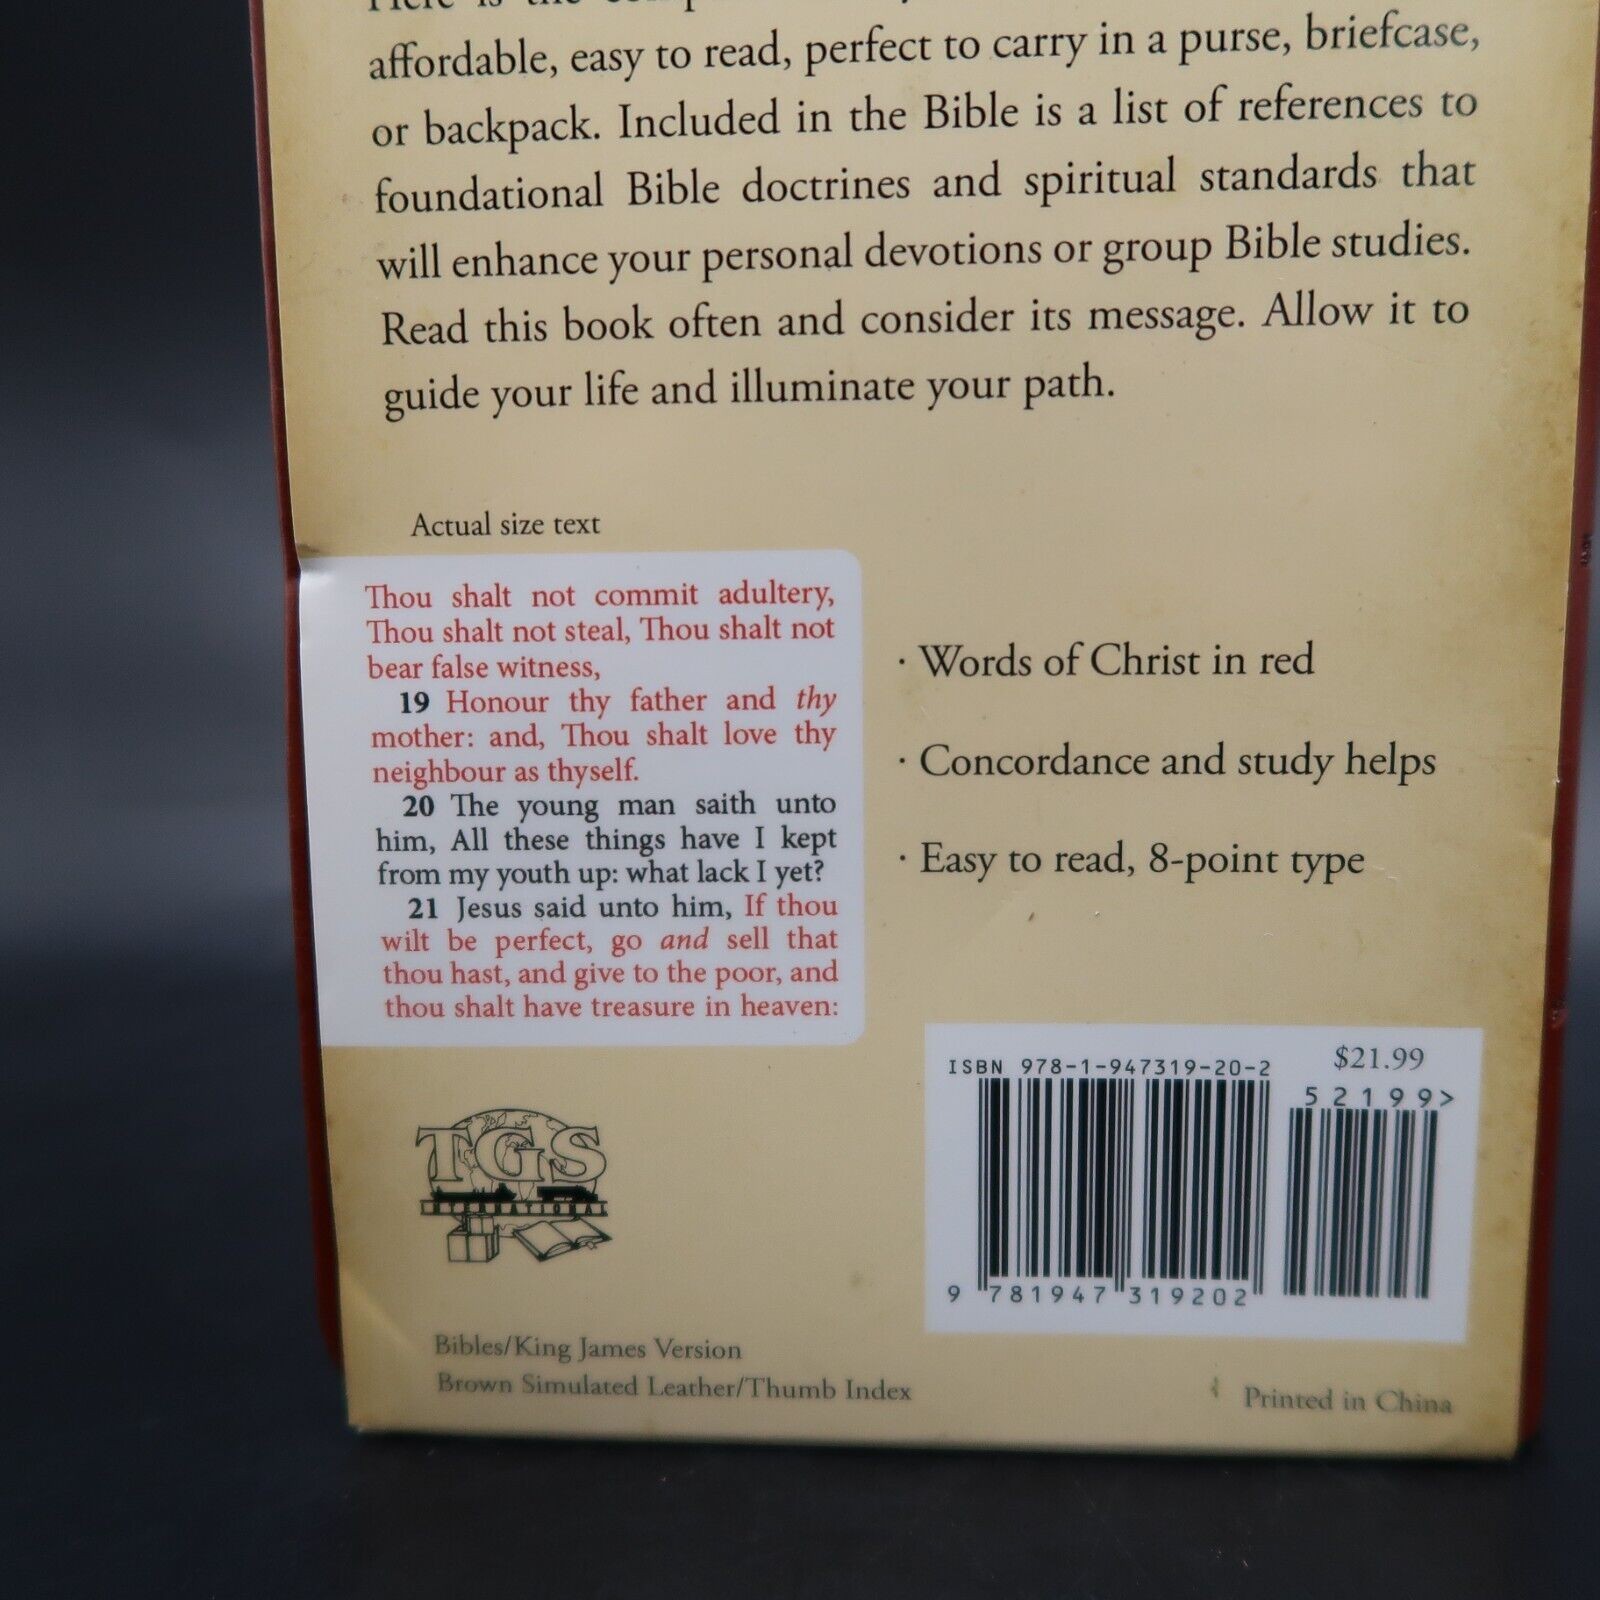 Here is the
affordable, easy to read, perfect to carry in a purse, briefcase,
or backpack. Included in the Bible is a list of references to
foundational Bible doctrines and spiritual standards that
will enhance your personal devotions or group Bible studies.
Read this book often and consider its message. Allow it to
guide your life and illuminate your path.
Actual size text
Thou shalt not commit adultery,
Thou shalt not steal, Thou shalt not
bear false witness,
19 Honour thy father and thy
mother: and, Thou shalt love thy
neighbour as thyself.
20 The young man saith unto
him, All these things have I kept
from my youth up: what lack I yet?
21 Jesus said unto him, If thou
wilt be perfect, go and sell that
thou hast, and give to the poor, and
thou shalt have treasure in heaven:
· Words of Christ in red
· Concordance and study helps
· Easy to read, 8-point type
ISBN 978-1-947319-20-2
$21.99
52199>
9 781947 319202
TGS
INTERNATIONAL
Bibles/King James Version
Brown Simulated Leather/Thumb Index
Printed in China